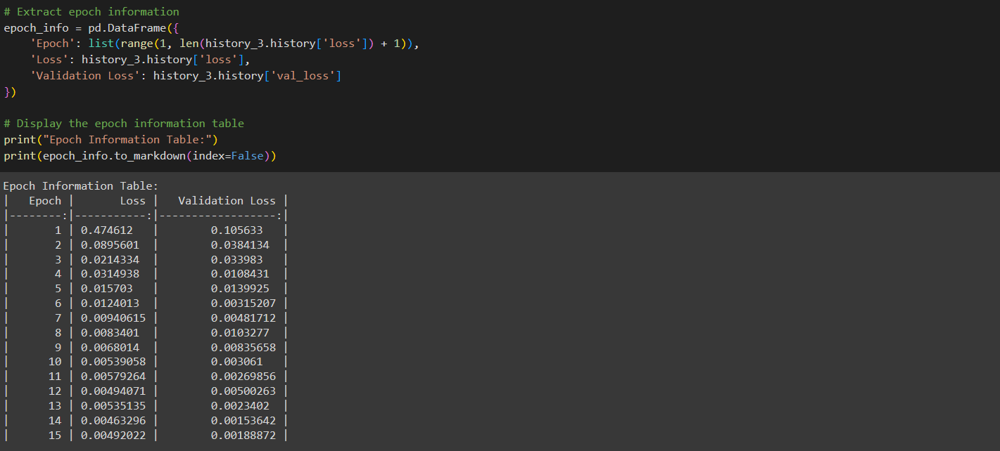 # Extract epoch information
epoch_info = pd.DataFrame({
    'Epoch': list(range(1, len(history_3.history['loss']) + 1)),
    'Loss': history_3.history['loss'],
    'Validation Loss': history_3.history['val_loss']
})

# Display the epoch information table
print("Epoch Information Table:")
print(epoch_info.to_markdown(index=False))
Epoch Information Table:
|   Epoch |       Loss |   Validation Loss |
|--------:|-----------:|------------------:|
|       1 | 0.474612   |        0.105633   |
|       2 | 0.0895601  |        0.0384134  |
|       3 | 0.0214334  |        0.033983   |
|       4 | 0.0314938  |        0.0108431  |
|       5 | 0.015703   |        0.0139925  |
|       6 | 0.0124013  |        0.00315207 |
|       7 | 0.00940615 |        0.00481712 |
|       8 | 0.0083401  |        0.0103277  |
|       9 | 0.0068014  |        0.00835658 |
|      10 | 0.00539058 |        0.003061   |
|      11 | 0.00579264 |        0.00269856 |
|      12 | 0.00494071 |        0.00500263 |
|      13 | 0.00535135 |        0.0023402  |
|      14 | 0.00463296 |        0.00153642 |
|      15 | 0.00492022 |        0.00188872 |